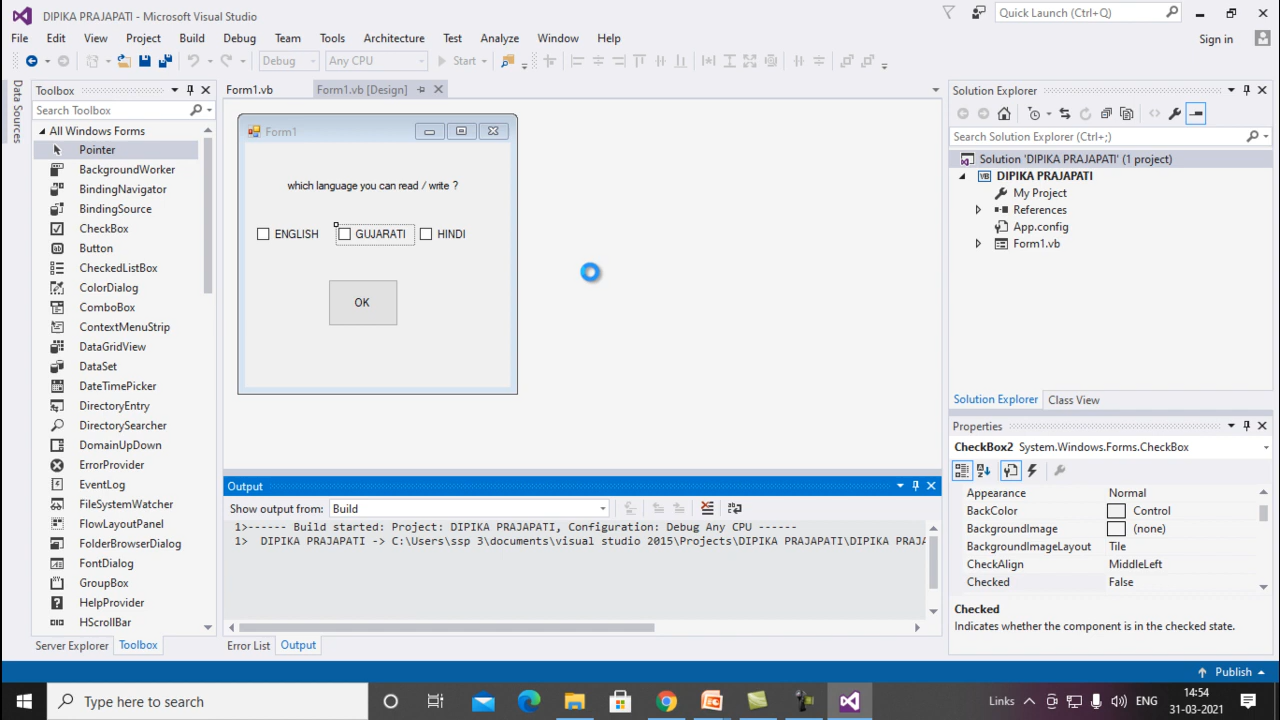 DIPIKA PRAJAPATI - Microsoft Visual Studio
Quick Launch (Ctrl+Q)
File Edit View Project Build Debug Team Tools Architecture Test Analyze Window Help
Sign in
Debug Any CPU Start
Data Sources
Toolbox
Search Toolbox
All Windows Forms
Pointer
BackgroundWorker
BindingNavigator
BindingSource
CheckBox
Button
CheckedListBox
ColorDialog
ComboBox
ContextMenuStrip
DataGridView
DataSet
DateTimePicker
DirectoryEntry
DirectorySearcher
DomainUpDown
ErrorProvider
EventLog
FileSystemWatcher
FlowLayoutPanel
FolderBrowserDialog
FontDialog
GroupBox
HelpProvider
HScrollBar
Server Explorer Toolbox
Form1.vb Form1.vb [Design]
Form1
which language you can read / write ?
ENGLISH GUJARATI HINDI
OK
Output
Show output from: Build
1>------ Build started: Project: DIPIKA PRAJAPATI, Configuration: Debug Any CPU ------
1>  DIPIKA PRAJAPATI -> C:\Users\ssp 3\documents\visual studio 2015\Projects\DIPIKA PRAJAPATI\DIPIKA PRAJA
Error List Output
Solution Explorer
Search Solution Explorer (Ctrl+;)
Solution 'DIPIKA PRAJAPATI' (1 project)
VB DIPIKA PRAJAPATI
My Project
References
App.config
Form1.vb
Solution Explorer Class View
Properties
CheckBox2 System.Windows.Forms.CheckBox
Appearance Normal
BackColor Control
BackgroundImage (none)
BackgroundImageLayout Tile
CheckAlign MiddleLeft
Checked False
Checked
Indicates whether the component is in the checked state.
Publish
Type here to search
Links ENG 14:54
31-03-2021